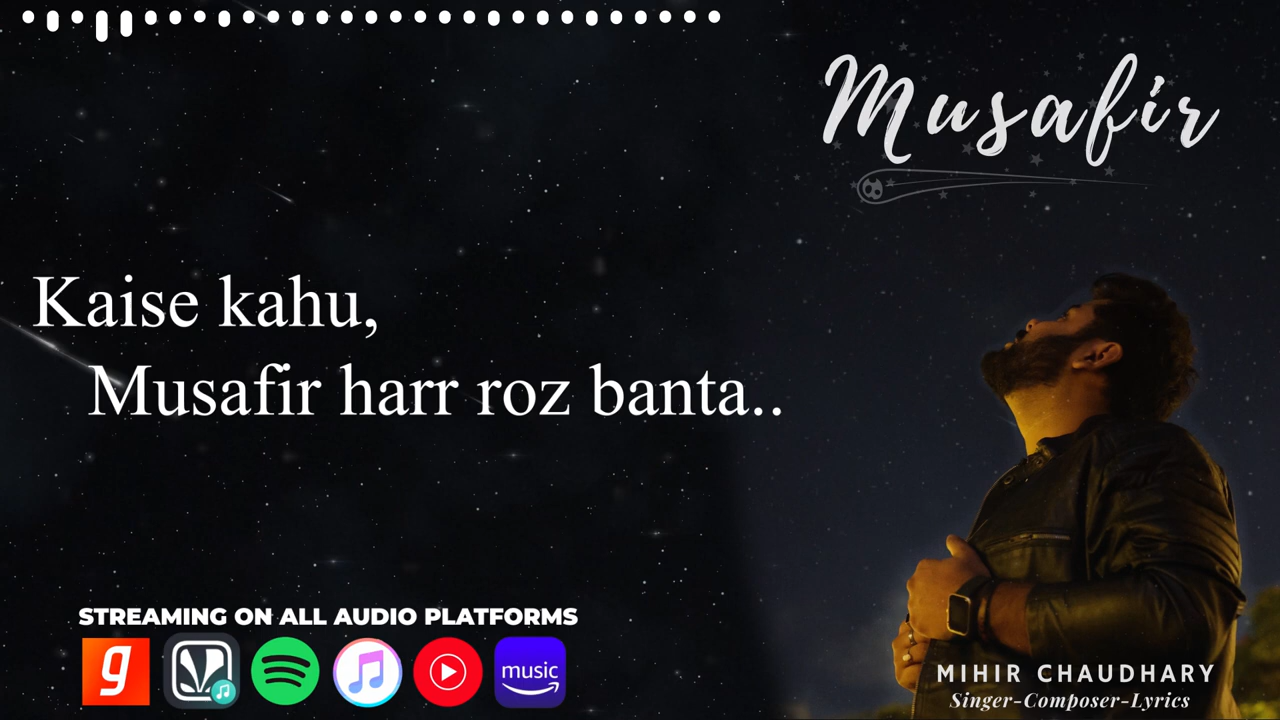 Musafir
Kaise kahu,
Musafir harr roz banta..
STREAMING ON ALL AUDIO PLATFORMS
g
music
MIHIR CHAUDHARY
Singer-Composer-Lyrics